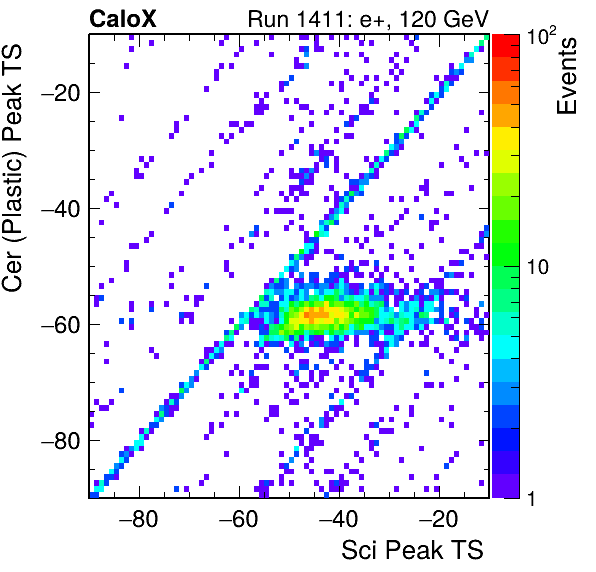 CaloX Run 1411: e+, 120 GeV
Cer (Plastic) Peak TS
−20
−40
−60
−80
−80 −60 −40 −20
Sci Peak TS
10²
10
1
Events